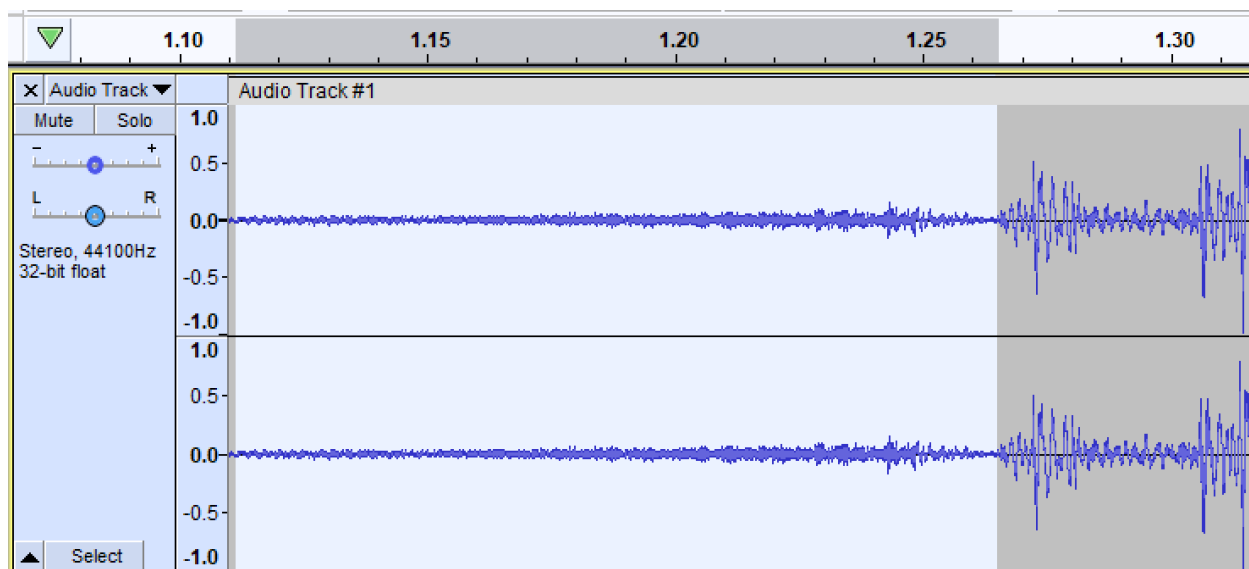 1.10 1.15 1.20 1.25 1.30
× Audio Track ▼ Audio Track #1
Mute Solo
- +
L R
Stereo, 44100Hz
32-bit float
1.0
0.5-
0.0-
-0.5-
-1.0
1.0
0.5-
0.0-
-0.5-
-1.0
▲ Select